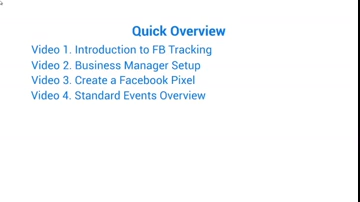 Quick Overview
Video 1. Introduction to FB Tracking
Video 2. Business Manager Setup
Video 3. Create a Facebook Pixel
Video 4. Standard Events Overview